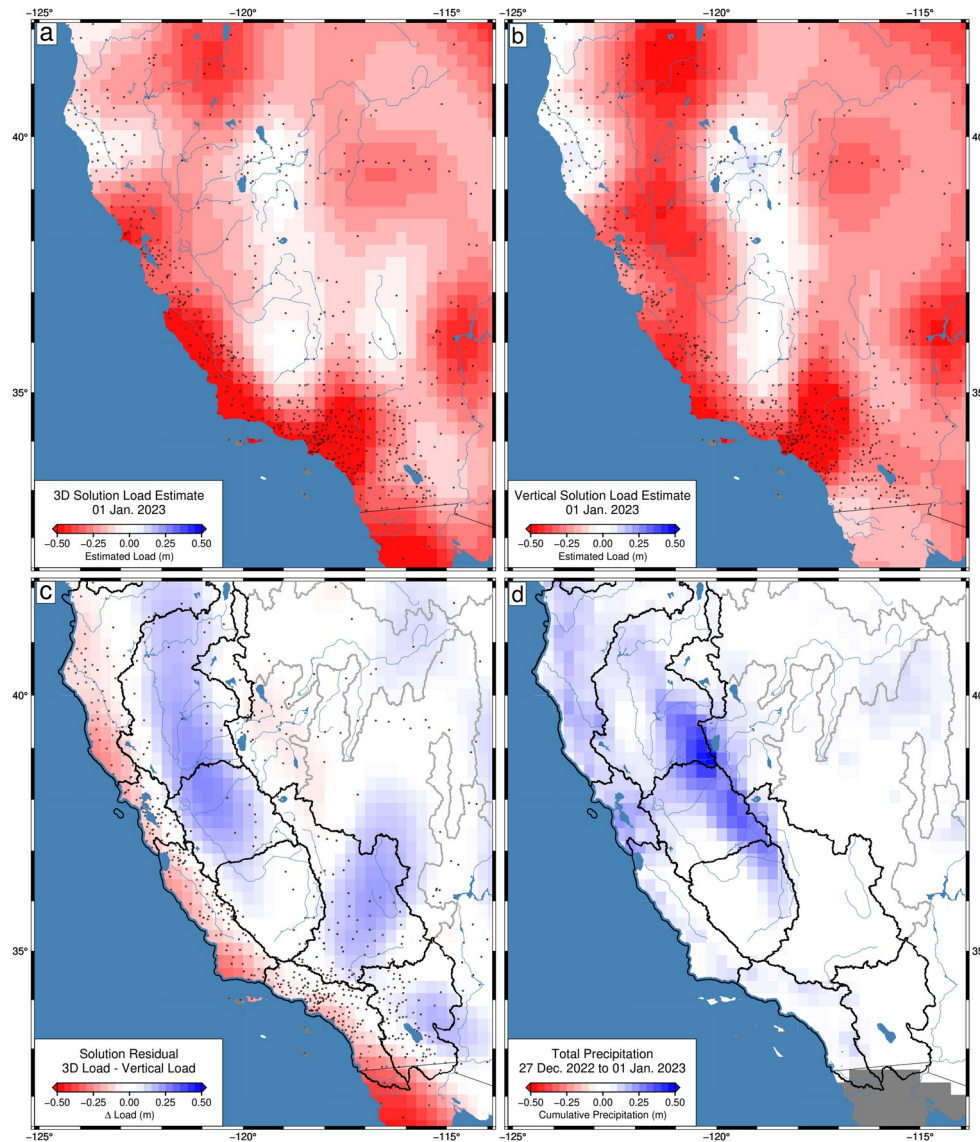 −125° −120° −115°
−125° −120° −115°
a
b
40°
40°
35°
35°
3D Solution Load Estimate
01 Jan. 2023
−0.50 −0.25 0.00 0.25 0.50
Estimated Load (m)
Vertical Solution Load Estimate
01 Jan. 2023
−0.50 −0.25 0.00 0.25 0.50
Estimated Load (m)
c
d
40°
40°
35°
35°
Solution Residual
3D Load - Vertical Load
−0.50 −0.25 0.00 0.25 0.50
Δ Load (m)
Total Precipitation
27 Dec. 2022 to 01 Jan. 2023
−0.50 −0.25 0.00 0.25 0.50
Cumulative Precipitation (m)
−125° −120° −115°
−125° −120° −115°